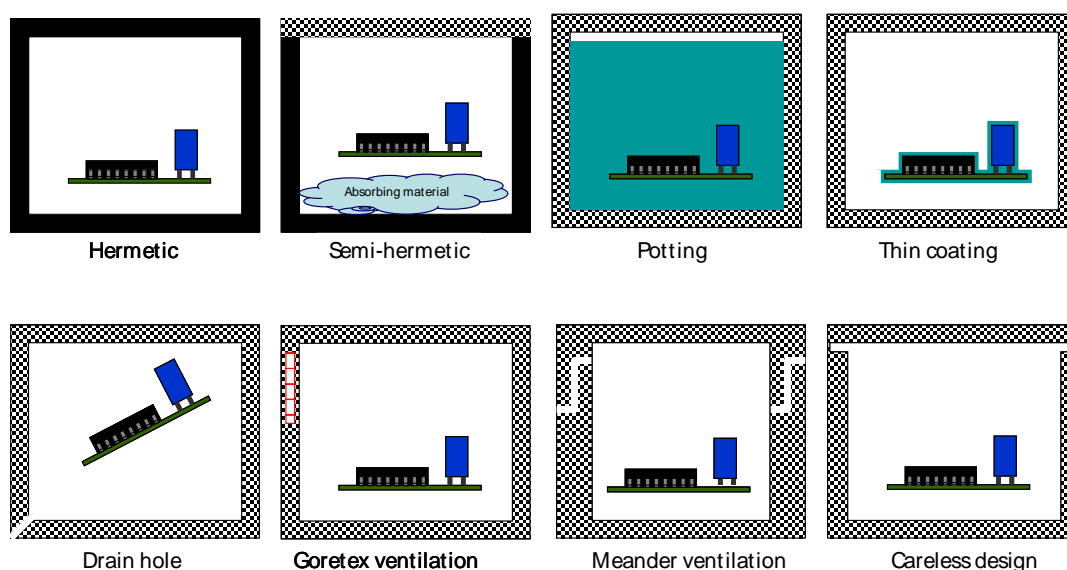 Absorbing material
Hermetic
Semi-hermetic
Potting
Thin coating
Drain hole
Goretex ventilation
Meander ventilation
Careless design